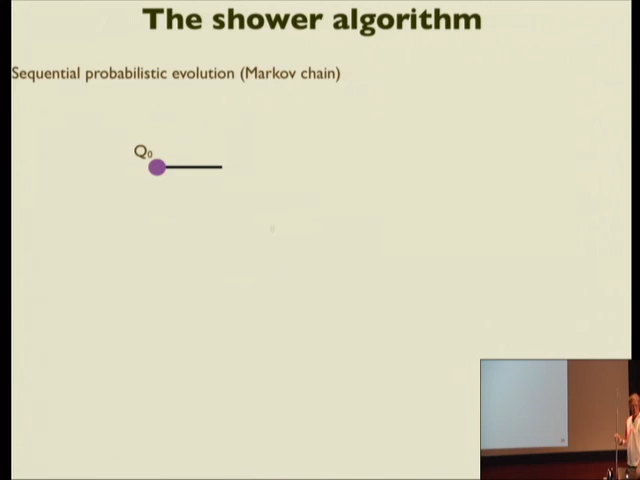 The shower algorithm
Sequential probabilistic evolution (Markov chain)
Q₀